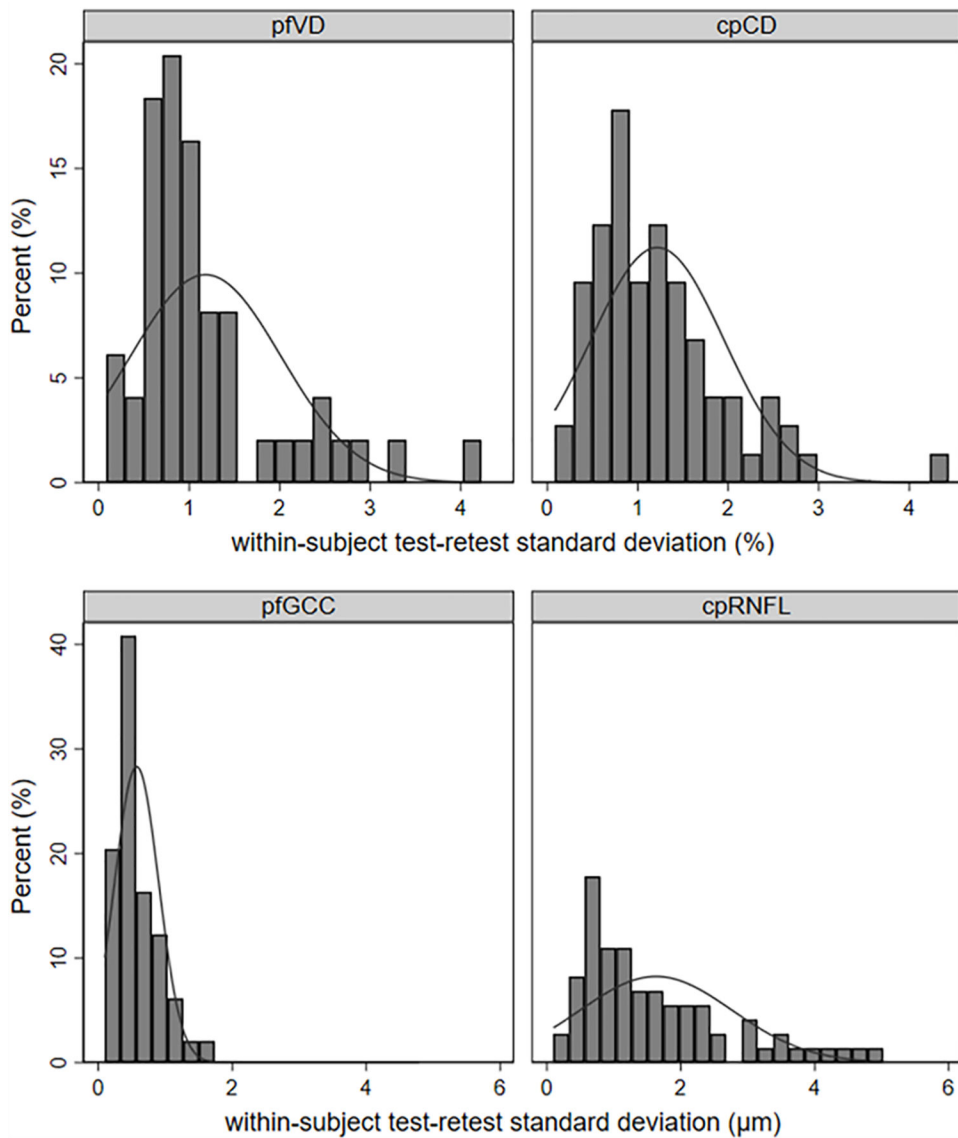 pfVD cpCD
Percent (%)
20
15
10
5
0
0 1 2 3 4 0 1 2 3 4
within-subject test-retest standard deviation (%)
pfGCC cpRNFL
Percent (%)
40
30
20
10
0
0 2 4 6 0 2 4 6
within-subject test-retest standard deviation (µm)